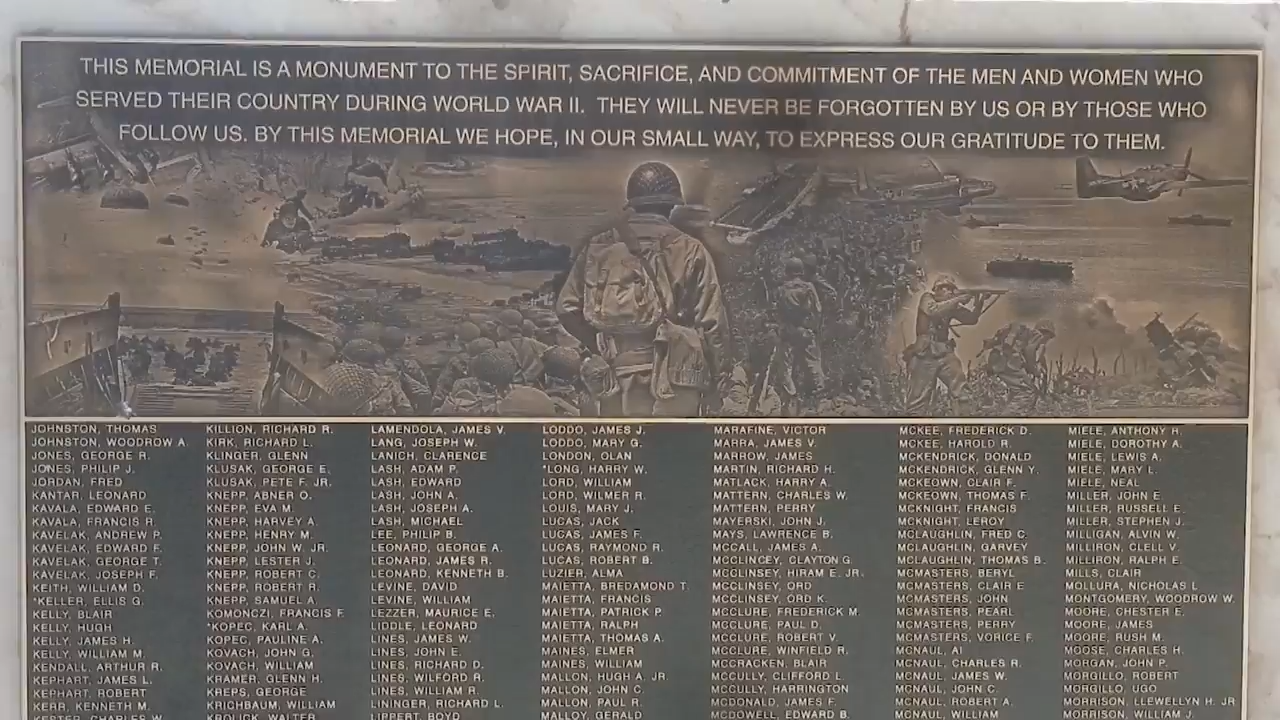 THIS MEMORIAL IS A MONUMENT TO THE SPIRIT, SACRIFICE, AND COMMITMENT OF THE MEN AND WOMEN WHO
SERVED THEIR COUNTRY DURING WORLD WAR II. THEY WILL NEVER BE FORGOTTEN BY US OR BY THOSE WHO
FOLLOW US. BY THIS MEMORIAL WE HOPE, IN OUR SMALL WAY, TO EXPRESS OUR GRATITUDE TO THEM.
JOHNSTON, THOMAS
JOHNSTON, WOODROW A.
JONES, GEORGE R.
JONES, PHILIP J.
JORDAN, FRED
KANTAR, LEONARD
KAVALA, EDWARD E.
KAVALA, FRANCIS R.
KAVELAK, ANDREW P.
KAVELAK, EDWARD F.
KAVELAK, GEORGE T.
KAVELAK, JOSEPH F.
KEITH, WILLIAM D.
*KELLER, ELLIS G.
KELLY, BLAIR
KELLY, HUGH
KELLY, JAMES H.
KELLY, WILLIAM M.
KENDALL, ARTHUR R.
KEPHART, JAMES L.
KEPHART, ROBERT
KERR, KENNETH M.
KESTER, CHARLES W.
KILLION, RICHARD R.
KIRK, RICHARD L.
KLINGER, GLENN
KLUSAK, GEORGE E.
KLUSAK, PETE F. JR.
KNEPP, ABNER O.
KNEPP, EVA M.
KNEPP, HARVEY A.
KNEPP, HENRY M.
KNEPP, JOHN W. JR.
KNEPP, LESTER J.
KNEPP, ROBERT C.
KNEPP, ROBERT R.
KNEPP, SAMUEL A.
KOMONCZI, FRANCIS F.
*KOPEC, KARL A.
KOPEC, PAULINE A.
KOVACH, JOHN G.
KOVACH, WILLIAM
KRAMER, GLENN H.
KREPS, GEORGE
KRICHBAUM, WILLIAM
KROLICK, WALTER
LAMENDOLA, JAMES V.
LANG, JOSEPH W.
LANICH, CLARENCE
LASH, ADAM P.
LASH, EDWARD
LASH, JOHN A.
LASH, JOSEPH A.
LASH, MICHAEL
LEE, PHILIP B.
LEONARD, GEORGE A.
LEONARD, JAMES R.
LEONARD, KENNETH B.
LEVINE, DAVID
LEVINE, WILLIAM
LEZZER, MAURICE E.
LIDDLE, LEONARD
LINES, JAMES W.
LINES, JOHN E.
LINES, RICHARD D.
LINES, WILFORD R.
LINES, WILLIAM R.
LININGER, RICHARD L.
LIPPERT, BOYD
LODDO, JAMES J.
LODDO, MARY G.
LONDON, OLAN
*LONG, HARRY W.
LORD, WILLIAM
LORD, WILMER R.
LOUIS, MARY J.
LUCAS, JACK
LUCAS, JAMES F.
LUCAS, RAYMOND R.
LUCAS, ROBERT B.
LUZIER, ALMA
MAIETTA, BREDAMOND T.
MAIETTA, FRANCIS
MAIETTA, PATRICK P.
MAIETTA, RALPH
MAIETTA, THOMAS A.
MAINES, ELMER
MAINES, WILLIAM
MALLON, HUGH A. JR.
MALLON, JOHN C.
MALLON, PAUL R.
MALLOY, GERALD
MARAFINE, VICTOR
MARRA, JAMES V.
MARROW, JAMES
MARTIN, RICHARD H.
MATLACK, HARRY A.
MATTERN, CHARLES W.
MATTERN, PERRY
MAYERSKI, JOHN J.
MAYS, LAWRENCE B.
MCCALL, JAMES A.
MCCLINCEY, CLAYTON G.
MCCLINSEY, HIRAM E. JR.
MCCLINSEY, ORD
MCCLINSEY, ORD K.
MCCLURE, FREDERICK M.
MCCLURE, PAUL D.
MCCLURE, ROBERT V.
MCCLURE, WINFIELD R.
MCCRACKEN, BLAIR
MCCULLY, CLIFFORD L.
MCCULLY, HARRINGTON
MCDONALD, JAMES F.
MCDOWELL, EDWARD B.
MCKEE, FREDERICK D.
MCKEE, HAROLD R.
MCKENDRICK, DONALD
MCKENDRICK, GLENN Y.
MCKEOWN, CLAIR F.
MCKEOWN, THOMAS F.
MCKNIGHT, FRANCIS
MCKNIGHT, LEROY
MCLAUGHLIN, FRED C.
MCLAUGHLIN, GARVEY
MCLAUGHLIN, THOMAS B.
MCMASTERS, BERYL
MCMASTERS, CLAIR E.
MCMASTERS, JOHN
MCMASTERS, PEARL
MCMASTERS, PERRY
MCMASTERS, VORICE F.
MCNAUL, AI
MCNAUL, CHARLES R.
MCNAUL, JAMES W.
MCNAUL, JOHN C.
MCNAUL, ROBERT A.
MCNAUL, WILLIAM
MIELE, ANTHONY R.
MIELE, DOROTHY A.
MIELE, LEWIS A.
MIELE, MARY L.
MIELE, NEAL
MILLER, JOHN E.
MILLER, RUSSELL E.
MILLER, STEPHEN J.
MILLIGAN, ALVIN W.
MILLIRON, CLELL V.
MILLIRON, RALPH E.
MILLS, CLAIR
MOLLURA, NICHOLAS L.
MONTGOMERY, WOODROW W.
MOORE, CHESTER E.
MOORE, JAMES
MOORE, RUSH M.
MOOSE, CHARLES H.
MORGAN, JOHN P.
MORGILLO, ROBERT
MORGILLO, UGO
MORRISON, LLEWELLYN H. JR
MORRISON, WILLIAM J.